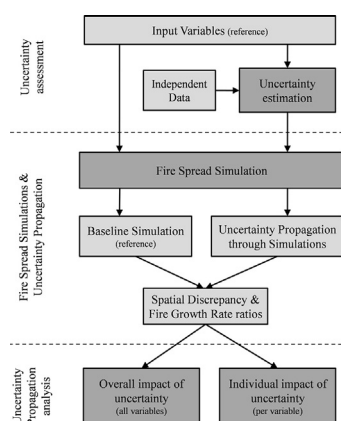 Input Variables (reference)
Uncertainty
assessment
Independent
Data
Uncertainty
estimation
Fire Spread Simulations &
Uncertainty Propagation
Fire Spread Simulation
Baseline Simulation
(reference)
Uncertainty Propagation
through Simulations
Spatial Discrepancy &
Fire Growth Rate ratios
Uncertainty
Propagation
analysis
Overall impact of
uncertainty
(all variables)
Individual impact of
uncertainty
(per variable)